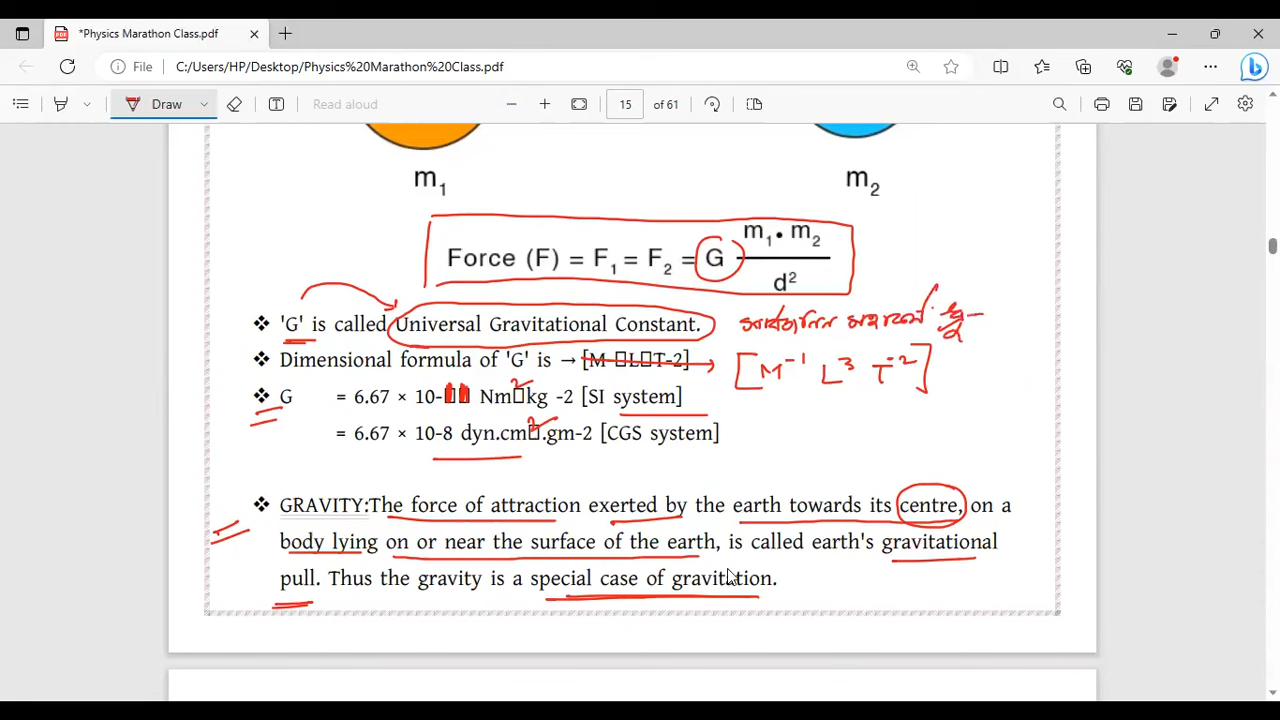 *Physics Marathon Class.pdf
File C:/Users/HP/Desktop/Physics%20Marathon%20Class.pdf
Draw Read aloud 15 of 61
m1 m2
Force (F) = F1 = F2 = G m1•m2 / d2
❖ 'G' is called Universal Gravitational Constant.
❖ Dimensional formula of 'G' is → [M-□L□T-2] [M-1 L3 T-2]
❖ G = 6.67 × 10- Nm2kg -2 [SI system]
= 6.67 × 10-8 dyn.cm2.gm-2 [CGS system]
❖ GRAVITY:The force of attraction exerted by the earth towards its centre, on a
body lying on or near the surface of the earth, is called earth's gravitational
pull. Thus the gravity is a special case of gravitation.